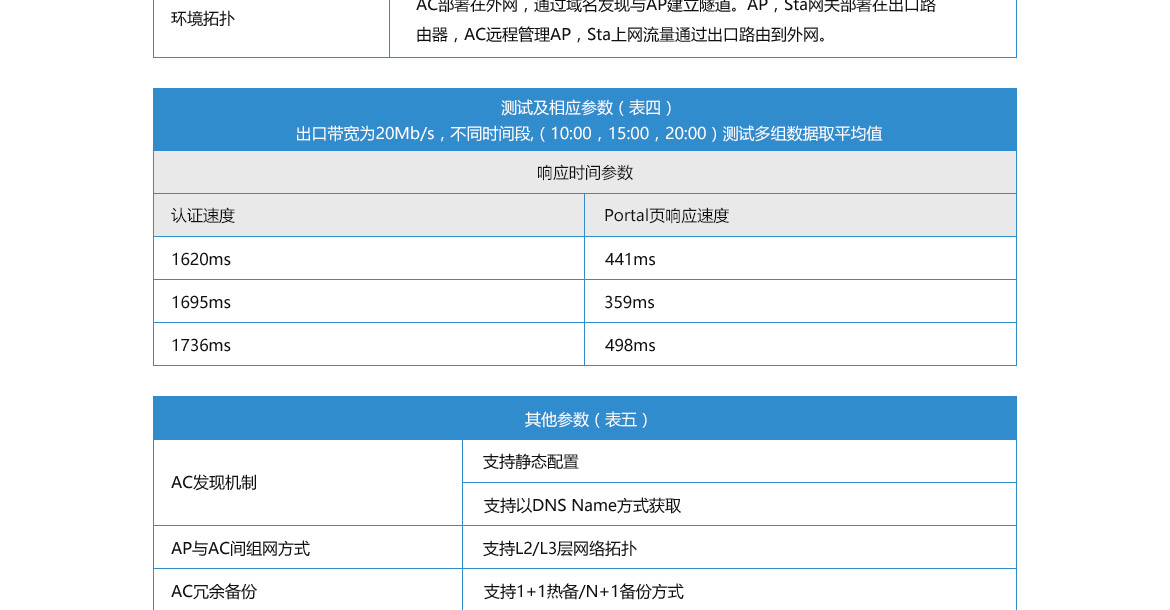 环境拓扑
AC部署在外网，通过域名发现与AP建立隧道。AP，Sta网关部署在出口路
由器，AC远程管理AP，Sta上网流量通过出口路由到外网。
测试及相应参数（表四）
出口带宽为20Mb/s，不同时间段,（10:00，15:00，20:00）测试多组数据取平均值
响应时间参数
认证速度
Portal页响应速度
1620ms
441ms
1695ms
359ms
1736ms
498ms
其他参数（表五）
AC发现机制
支持静态配置
支持以DNS Name方式获取
AP与AC间组网方式
支持L2/L3层网络拓扑
AC冗余备份
支持1+1热备/N+1备份方式